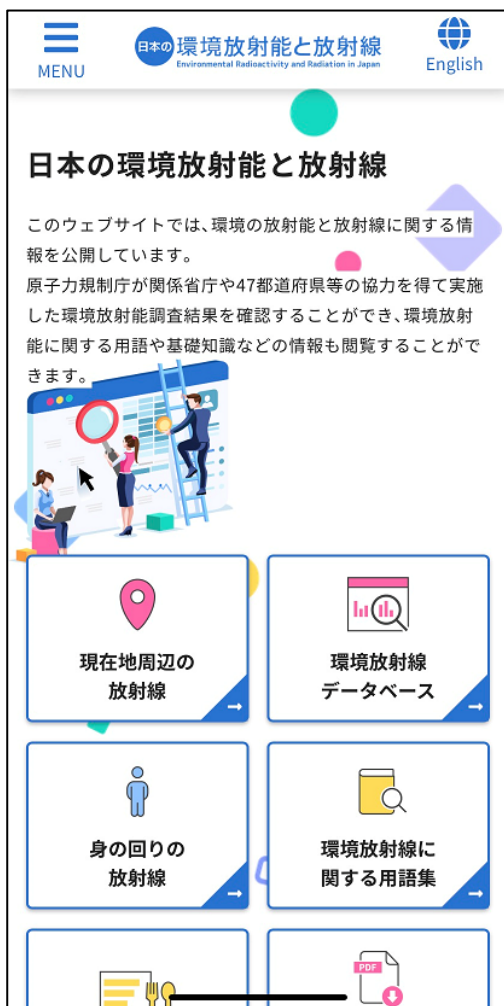 MENU
日本の環境放射能と放射線
Environmental Radioactivity and Radiation in Japan
English
日本の環境放射能と放射線
このウェブサイトでは、環境の放射能と放射線に関する情
報を公開しています。
原子力規制庁が関係省庁や47都道府県等の協力を得て実施
した環境放射能調査結果を確認することができ、環境放射
能に関する用語や基礎知識などの情報も閲覧することがで
きます。
現在地周辺の
放射線
環境放射線
データベース
身の回りの
放射線
環境放射線に
関する用語集
PDF